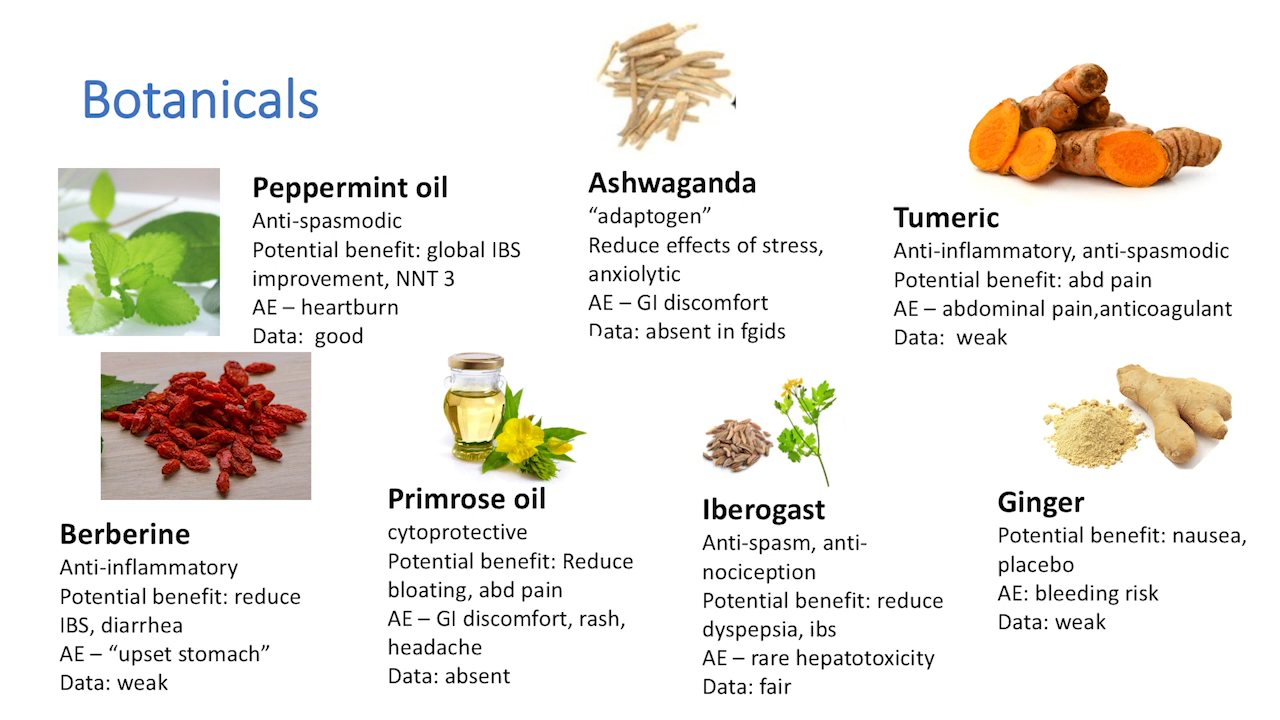 Botanicals
Peppermint oil
Anti-spasmodic
Potential benefit: global IBS
improvement, NNT 3
AE – heartburn
Data:  good
Ashwaganda
“adaptogen”
Reduce effects of stress,
anxiolytic
AE – GI discomfort
Data: absent in fgids
Tumeric
Anti-inflammatory, anti-spasmodic
Potential benefit: abd pain
AE – abdominal pain,anticoagulant
Data:  weak
Berberine
Anti-inflammatory
Potential benefit: reduce
IBS, diarrhea
AE – “upset stomach”
Data: weak
Primrose oil
cytoprotective
Potential benefit: Reduce
bloating, abd pain
AE – GI discomfort, rash,
headache
Data: absent
Iberogast
Anti-spasm, anti-
nociception
Potential benefit: reduce
dyspepsia, ibs
AE – rare hepatotoxicity
Data: fair
Ginger
Potential benefit: nausea,
placebo
AE: bleeding risk
Data: weak